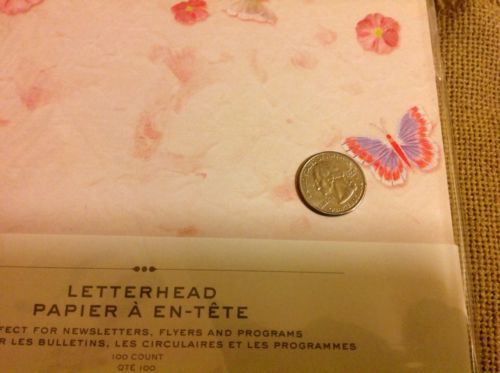 LETTERHEAD
PAPIER À EN-TÊTE
FECT FOR NEWSLETTERS, FLYERS AND PROGRAMS
R LES BULLETINS, LES CIRCULAIRES ET LES PROGRAMMES
100 COUNT
QTÉ 100